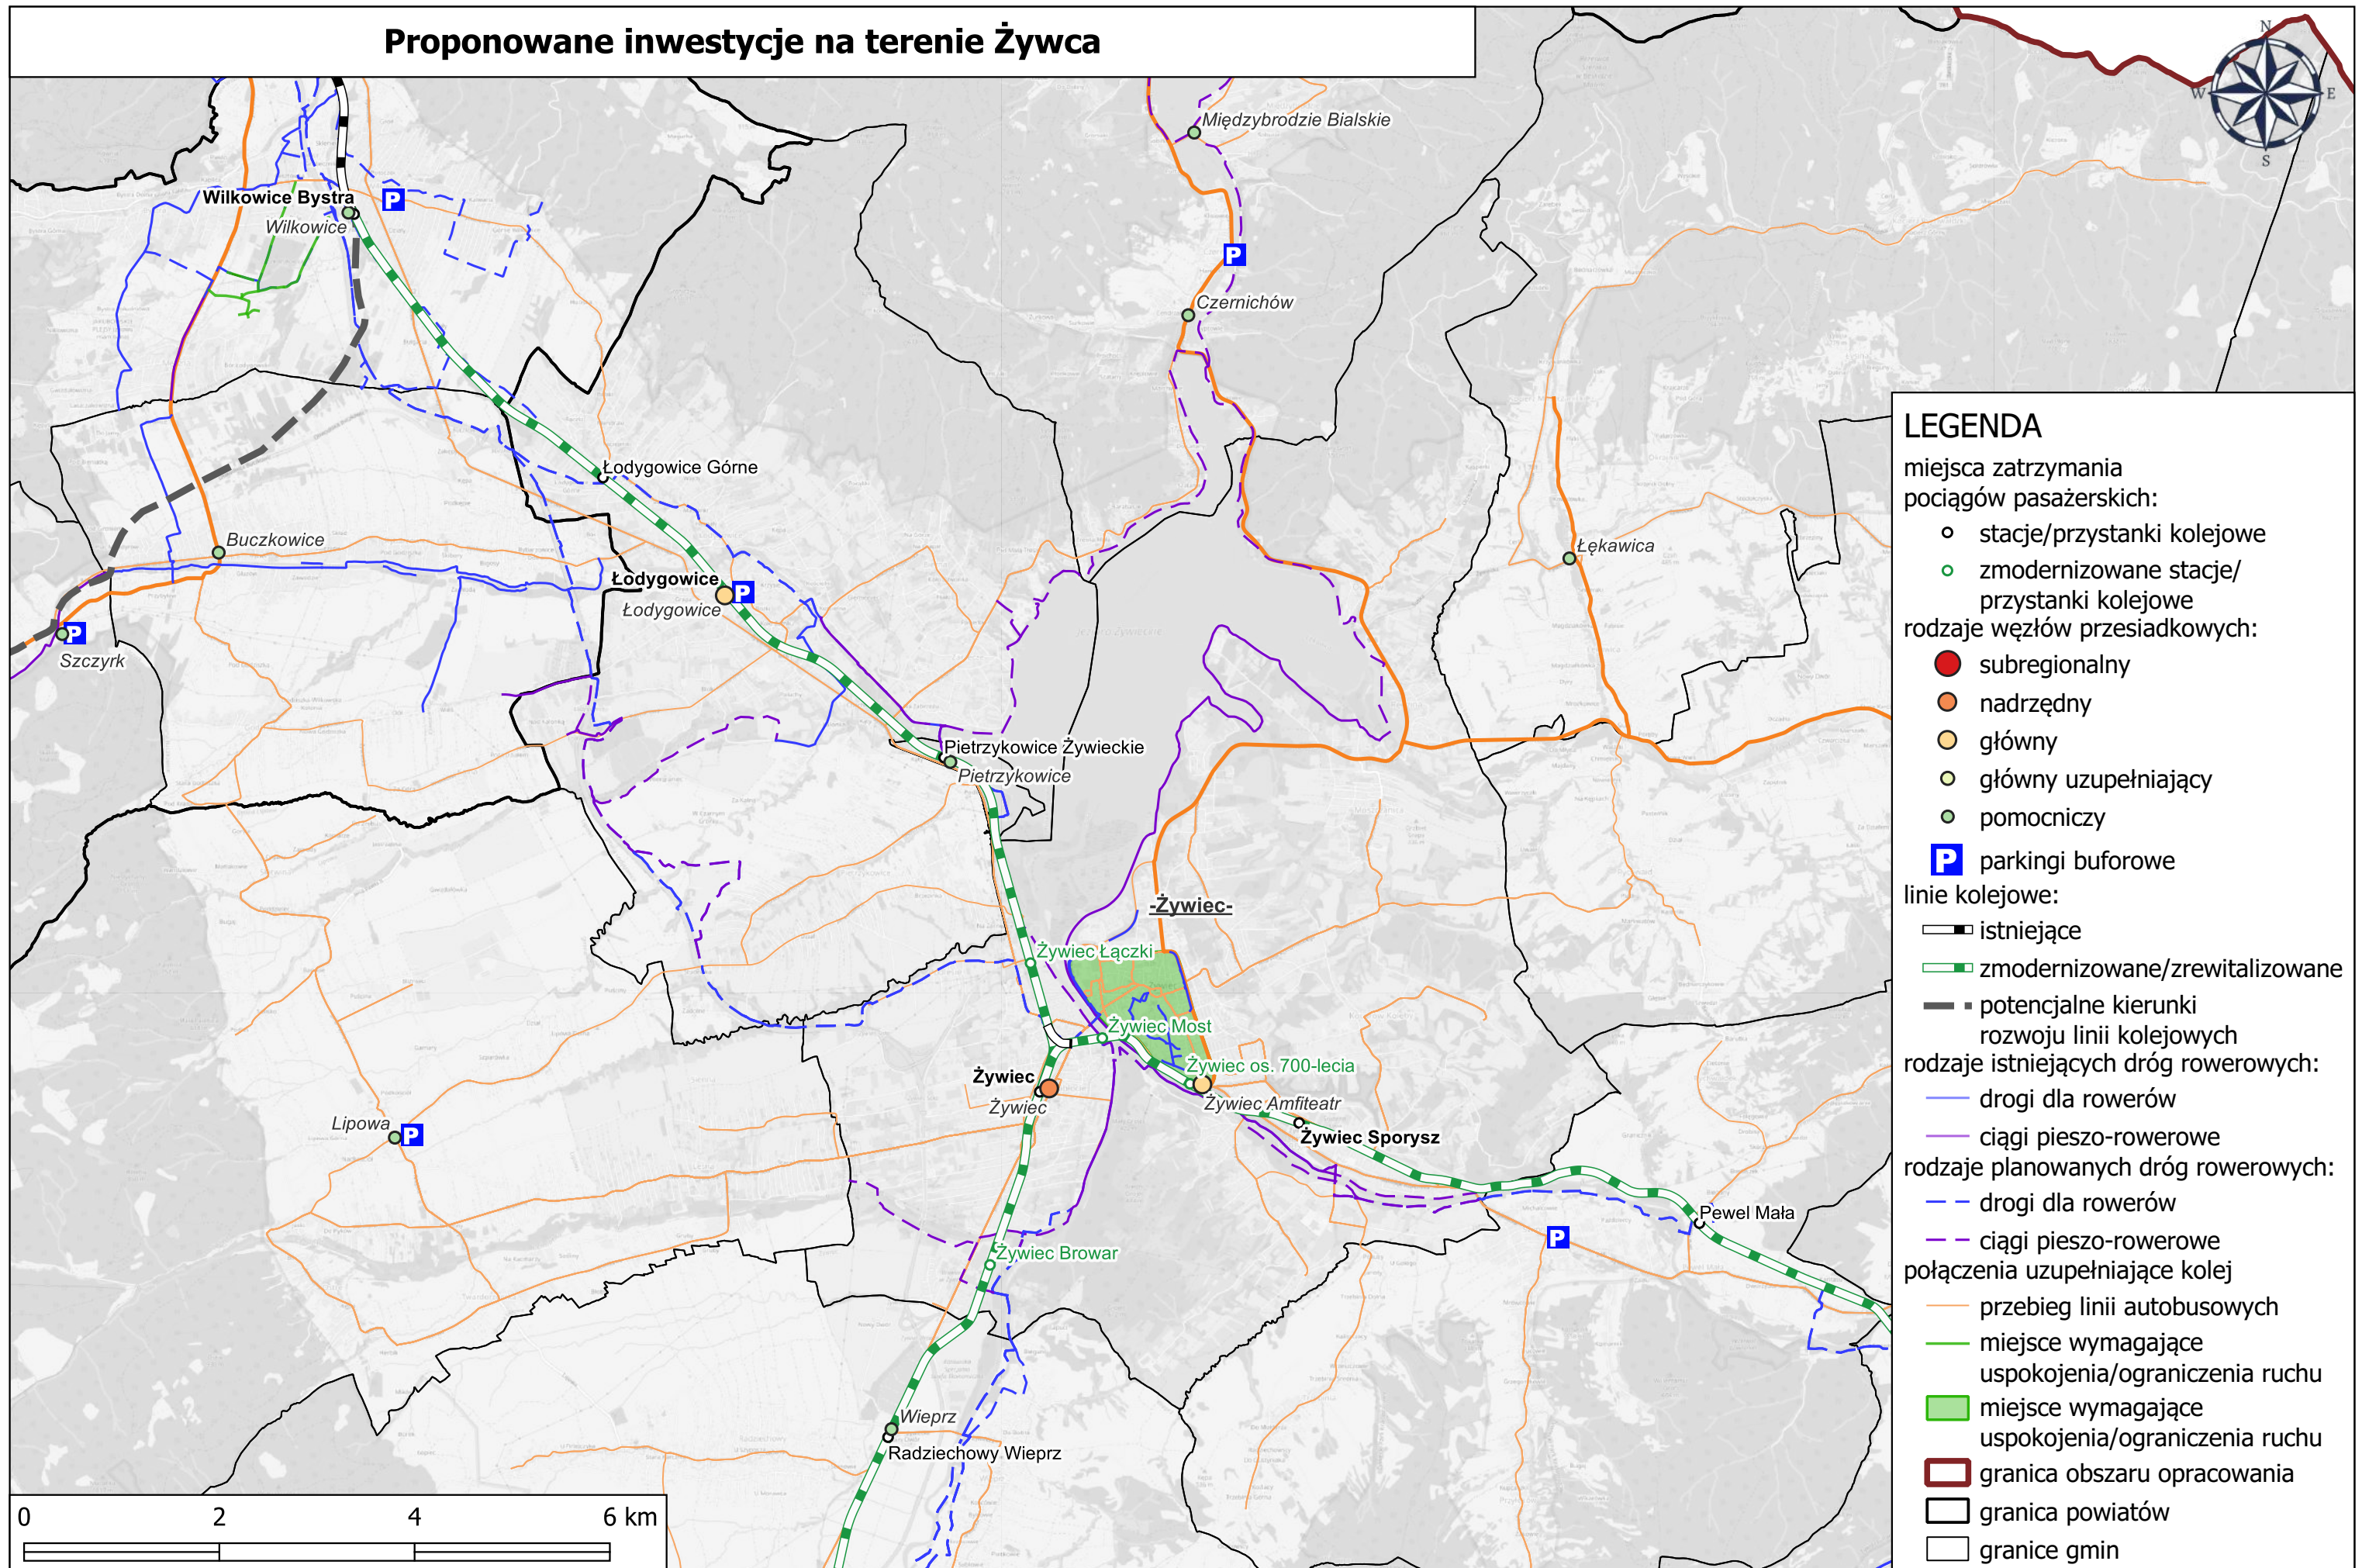 Proponowane inwestycje na terenie Żywca
N
W
E
S
Międzybrodzie Bialskie
Wilkowice Bystra
P
Wilkowice
P
Czernichów
Łodygowice Górne
Buczkowice
Łękawica
Łodygowice
P
Łodygowice
P
Szczyrk
Pietrzykowice Żywieckie
Pietrzykowice
-Żywiec-
Żywiec Łączki
Żywiec Most
Żywiec os. 700-lecia
Żywiec
Żywiec
Żywiec Amfiteatr
Lipowa
P
Żywiec Sporysz
Pewel Mała
P
Żywiec Browar
Wieprz
Radziechowy Wieprz
0 2 4 6 km
LEGENDA
miejsca zatrzymania
pociągów pasażerskich:
stacje/przystanki kolejowe
zmodernizowane stacje/
przystanki kolejowe
rodzaje węzłów przesiadkowych:
subregionalny
nadrzędny
główny
główny uzupełniający
pomocniczy
P parkingi buforowe
linie kolejowe:
istniejące
zmodernizowane/zrewitalizowane
potencjalne kierunki
rozwoju linii kolejowych
rodzaje istniejących dróg rowerowych:
drogi dla rowerów
ciągi pieszo-rowerowe
rodzaje planowanych dróg rowerowych:
drogi dla rowerów
ciągi pieszo-rowerowe
połączenia uzupełniające kolej
przebieg linii autobusowych
miejsce wymagające
uspokojenia/ograniczenia ruchu
miejsce wymagające
uspokojenia/ograniczenia ruchu
granica obszaru opracowania
granica powiatów
granice gmin